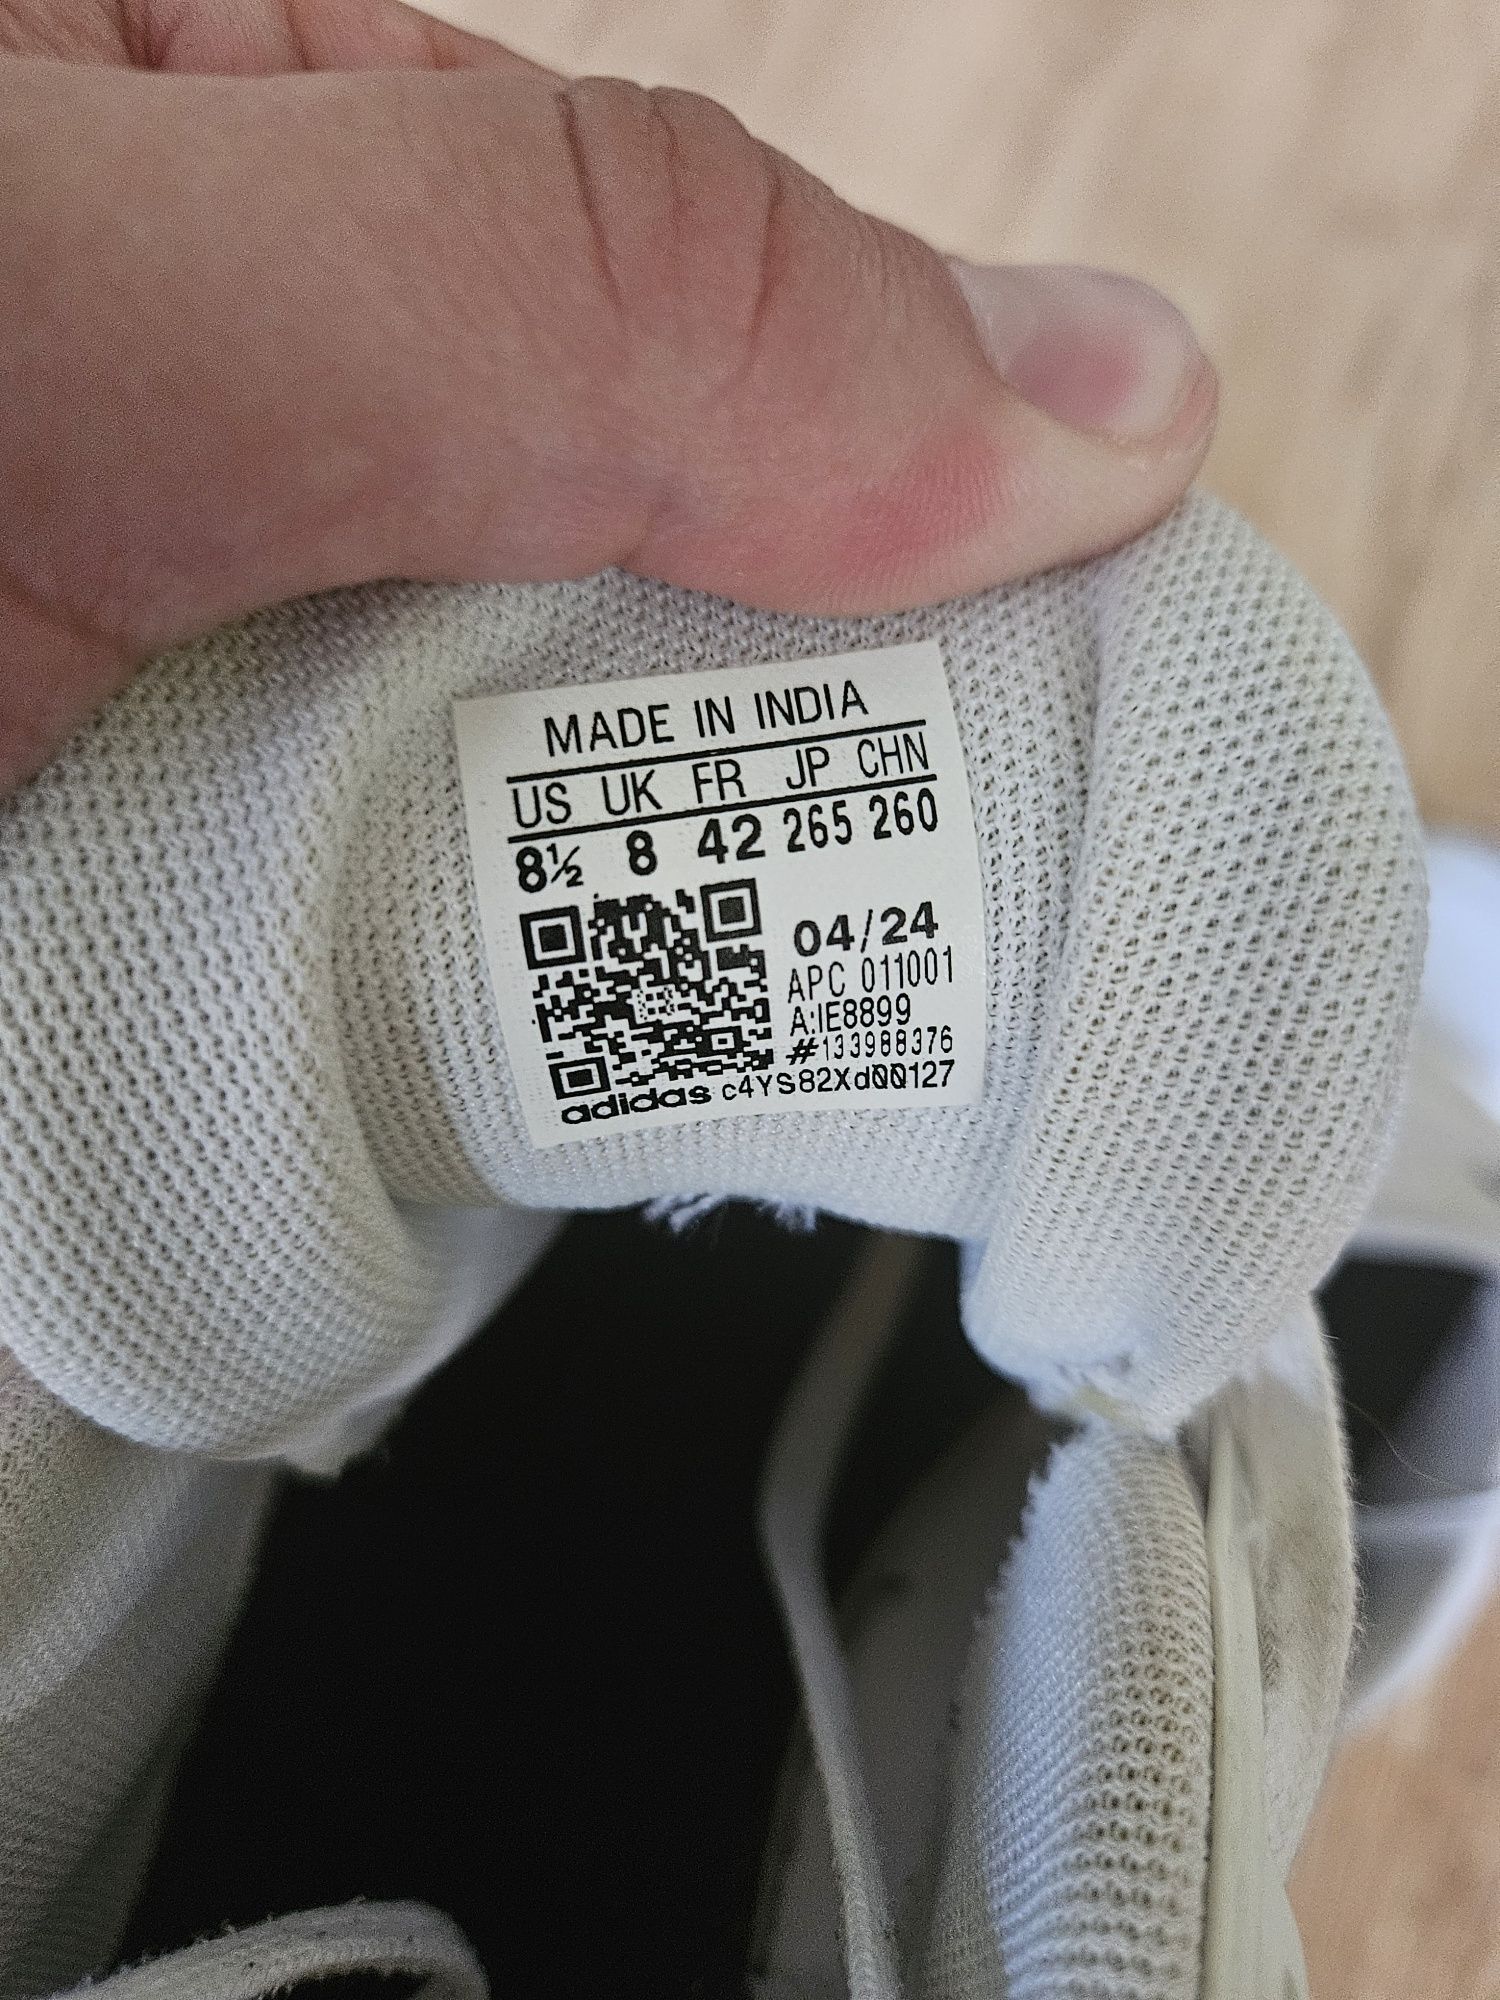 MADE IN INDIA
US UK FR JP CHN
8½ 8 42 265 260
04/24
APC 011001
A:IE8899
#133988376
adidas c4YS82Xd00127